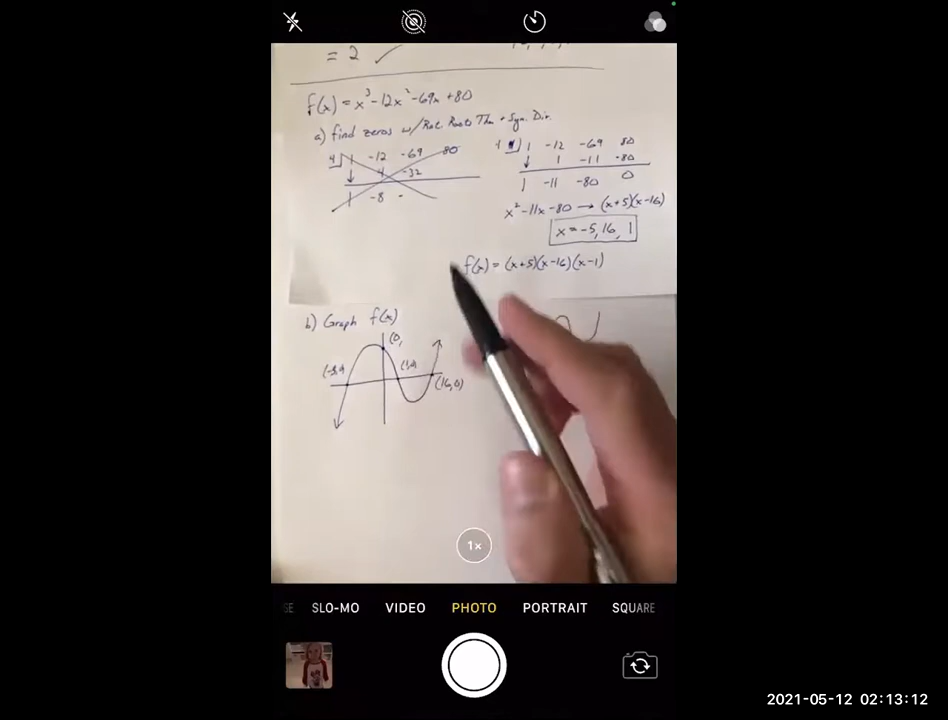 = 2 ✓
f(x) = x³ -12x² -69x +80
a) find zeros w/ Rat. Roots Thm + Syn. Div.
4 | 1 -12 -69 80
↓ 4 -32
1 -8 -
1 | 1 -12 -69 80
↓ 1 -11 -80
1 -11 -80 0
x² -11x -80 → (x+5)(x-16)
x = -5, 16, 1
f(x) = (x+5)(x-16)(x-1)
b) Graph f(x)
(0,
(-5,0)
(1,0)
(16,0)
1×
SE SLO-MO VIDEO PHOTO PORTRAIT SQUARE
2021-05-12 02:13:12